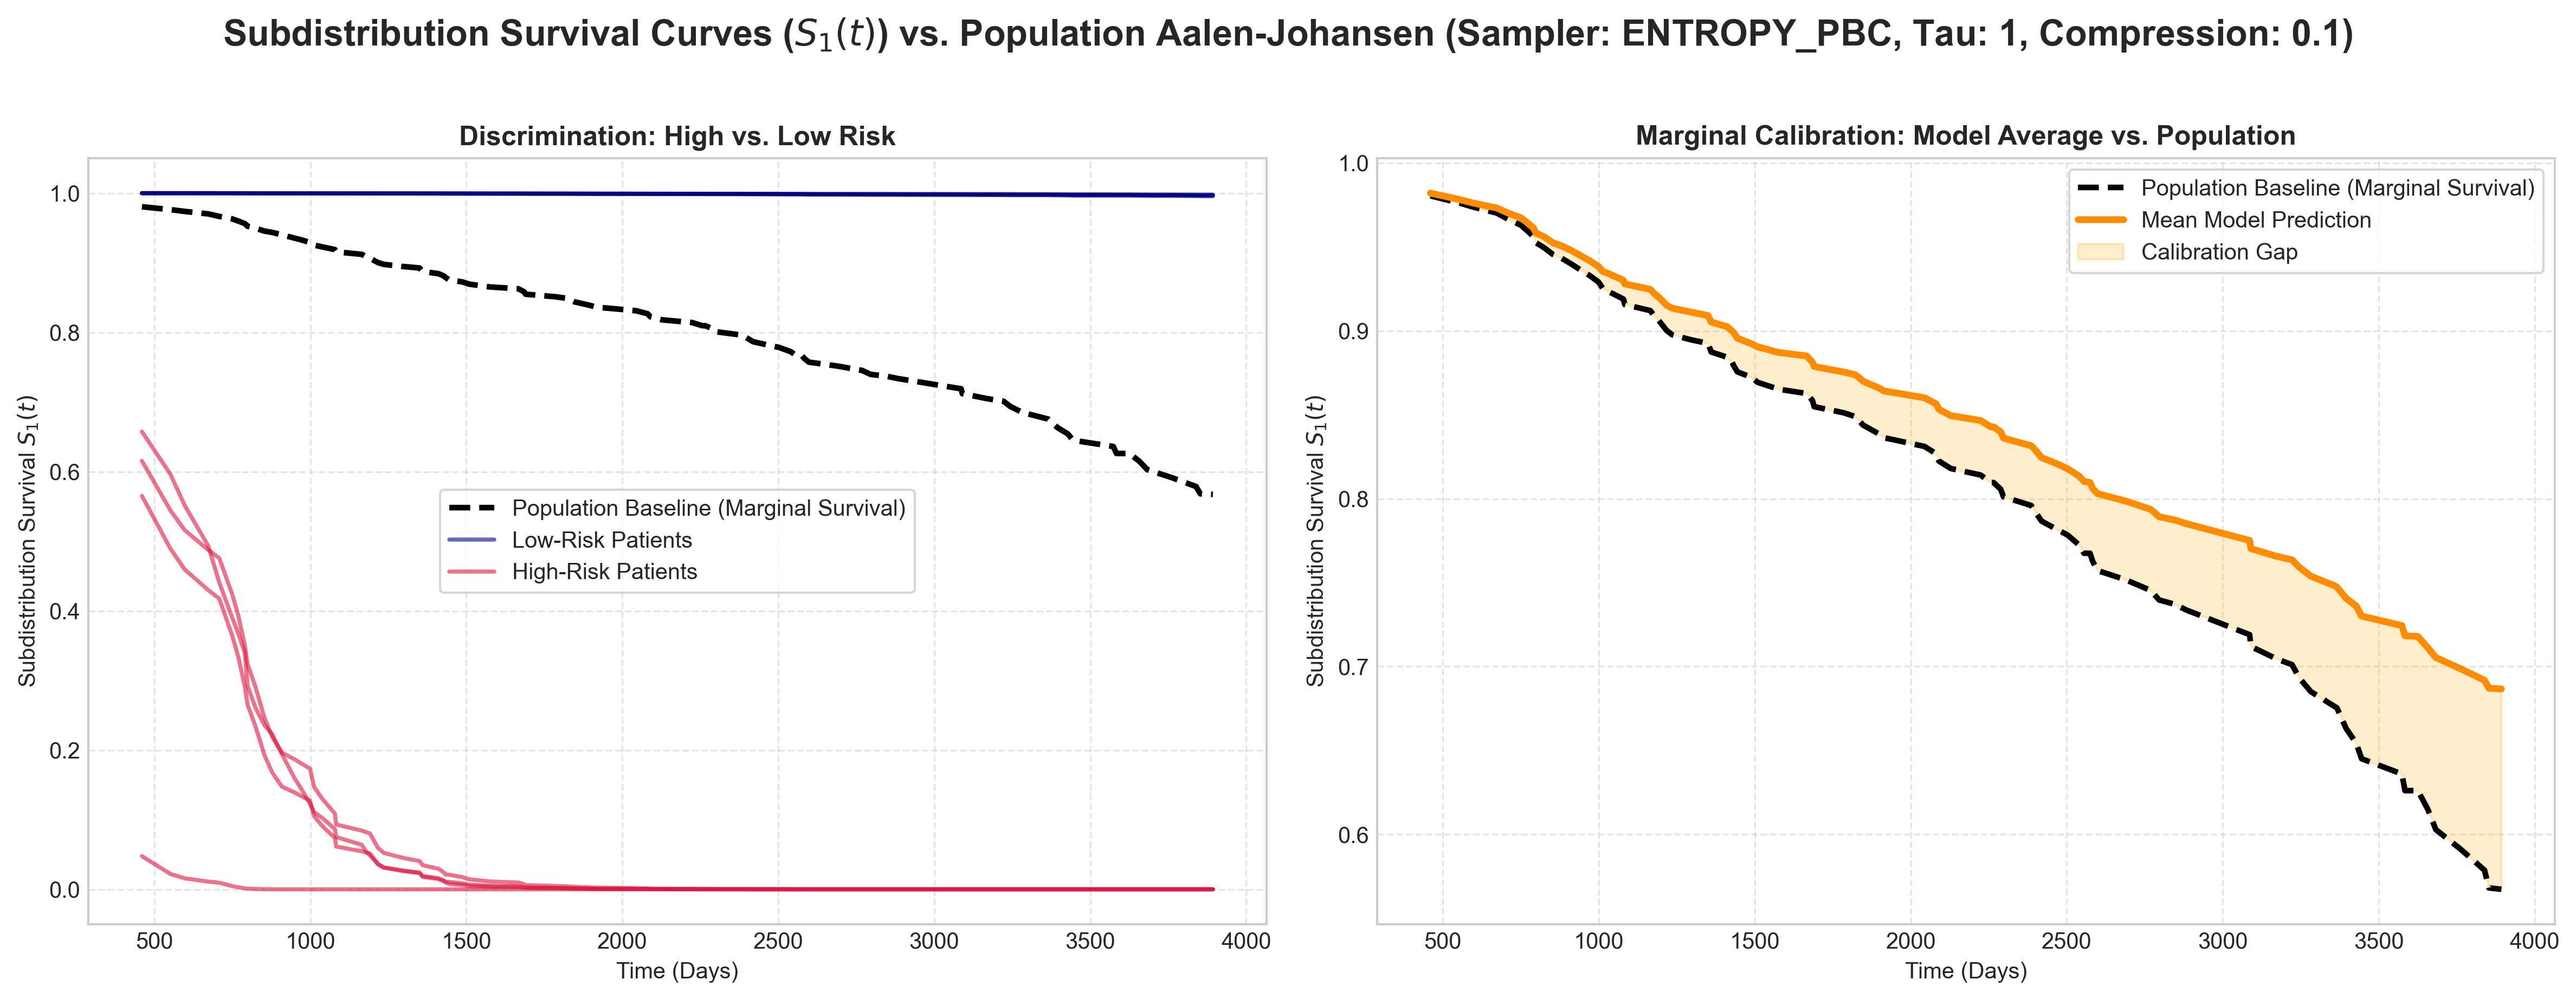 Subdistribution Survival Curves (S₁(t)) vs. Population Aalen-Johansen (Sampler: ENTROPY_PBC, Tau: 1, Compression: 0.1)
Discrimination: High vs. Low Risk
Subdistribution Survival S₁(t)
1.0
0.8
0.6
0.4
0.2
0.0
Population Baseline (Marginal Survival)
Low-Risk Patients
High-Risk Patients
500 1000 1500 2000 2500 3000 3500 4000
Time (Days)
Marginal Calibration: Model Average vs. Population
Subdistribution Survival S₁(t)
1.0
0.9
0.8
0.7
0.6
Population Baseline (Marginal Survival)
Mean Model Prediction
Calibration Gap
500 1000 1500 2000 2500 3000 3500 4000
Time (Days)